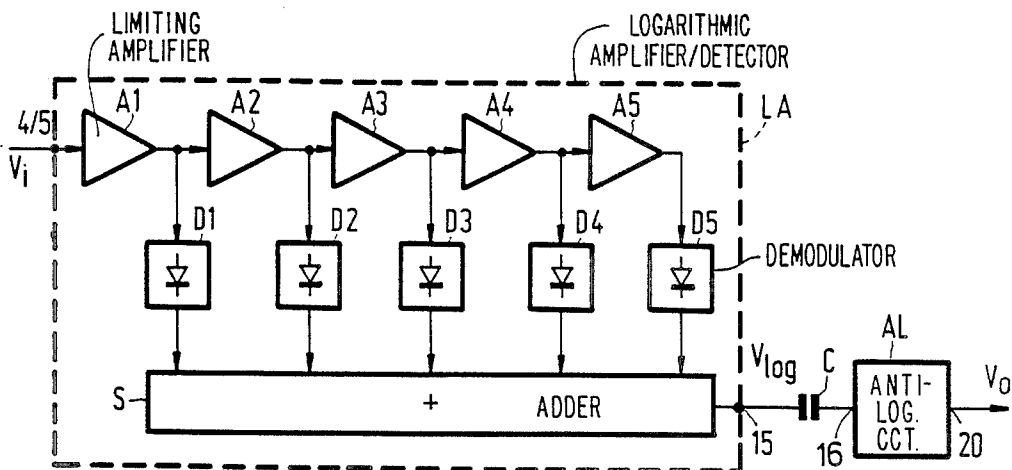 LIMITING
AMPLIFIER
LOGARITHMIC
AMPLIFIER/DETECTOR
4/5
A1
A2
A3
A4
A5
LA
Vi
D1
D2
D3
D4
D5
DEMODULATOR
S
+ ADDER
Vlog
C
AL
15
16
ANTI-
LOG.
CCT.
20
Vo